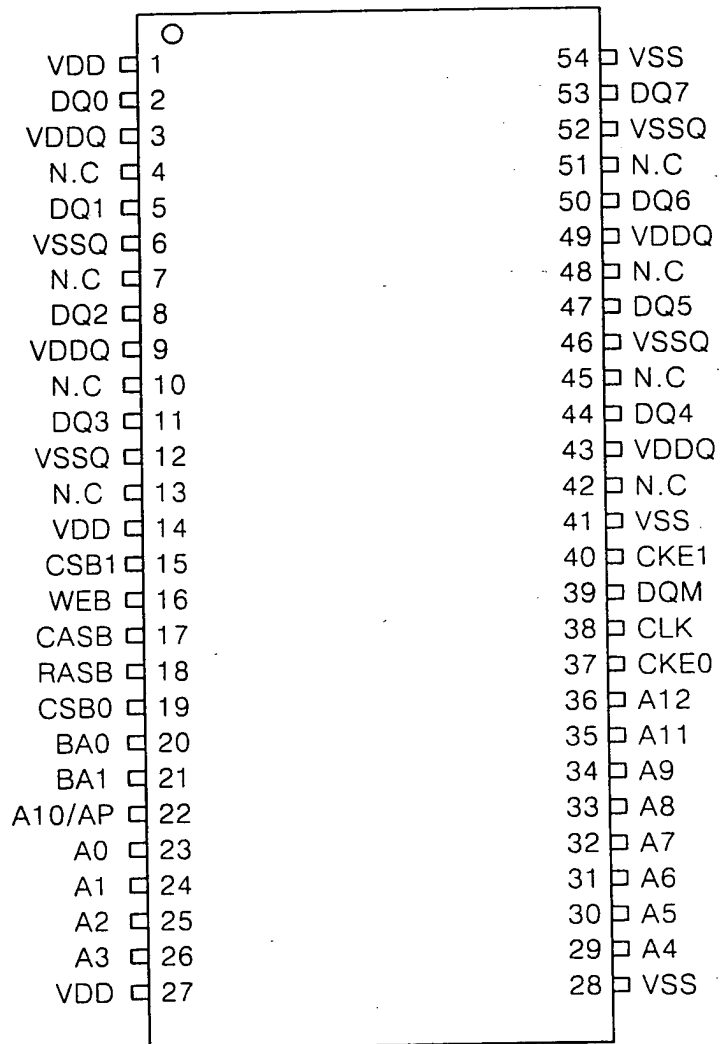 VDD 1 54 VSS
DQ0 2 53 DQ7
VDDQ 3 52 VSSQ
N.C 4 51 N.C
DQ1 5 50 DQ6
VSSQ 6 49 VDDQ
N.C 7 48 N.C
DQ2 8 47 DQ5
VDDQ 9 46 VSSQ
N.C 10 45 N.C
DQ3 11 44 DQ4
VSSQ 12 43 VDDQ
N.C 13 42 N.C
VDD 14 41 VSS
CSB1 15 40 CKE1
WEB 16 39 DQM
CASB 17 38 CLK
RASB 18 37 CKE0
CSB0 19 36 A12
BA0 20 35 A11
BA1 21 34 A9
A10/AP 22 33 A8
A0 23 32 A7
A1 24 31 A6
A2 25 30 A5
A3 26 29 A4
VDD 27 28 VSS